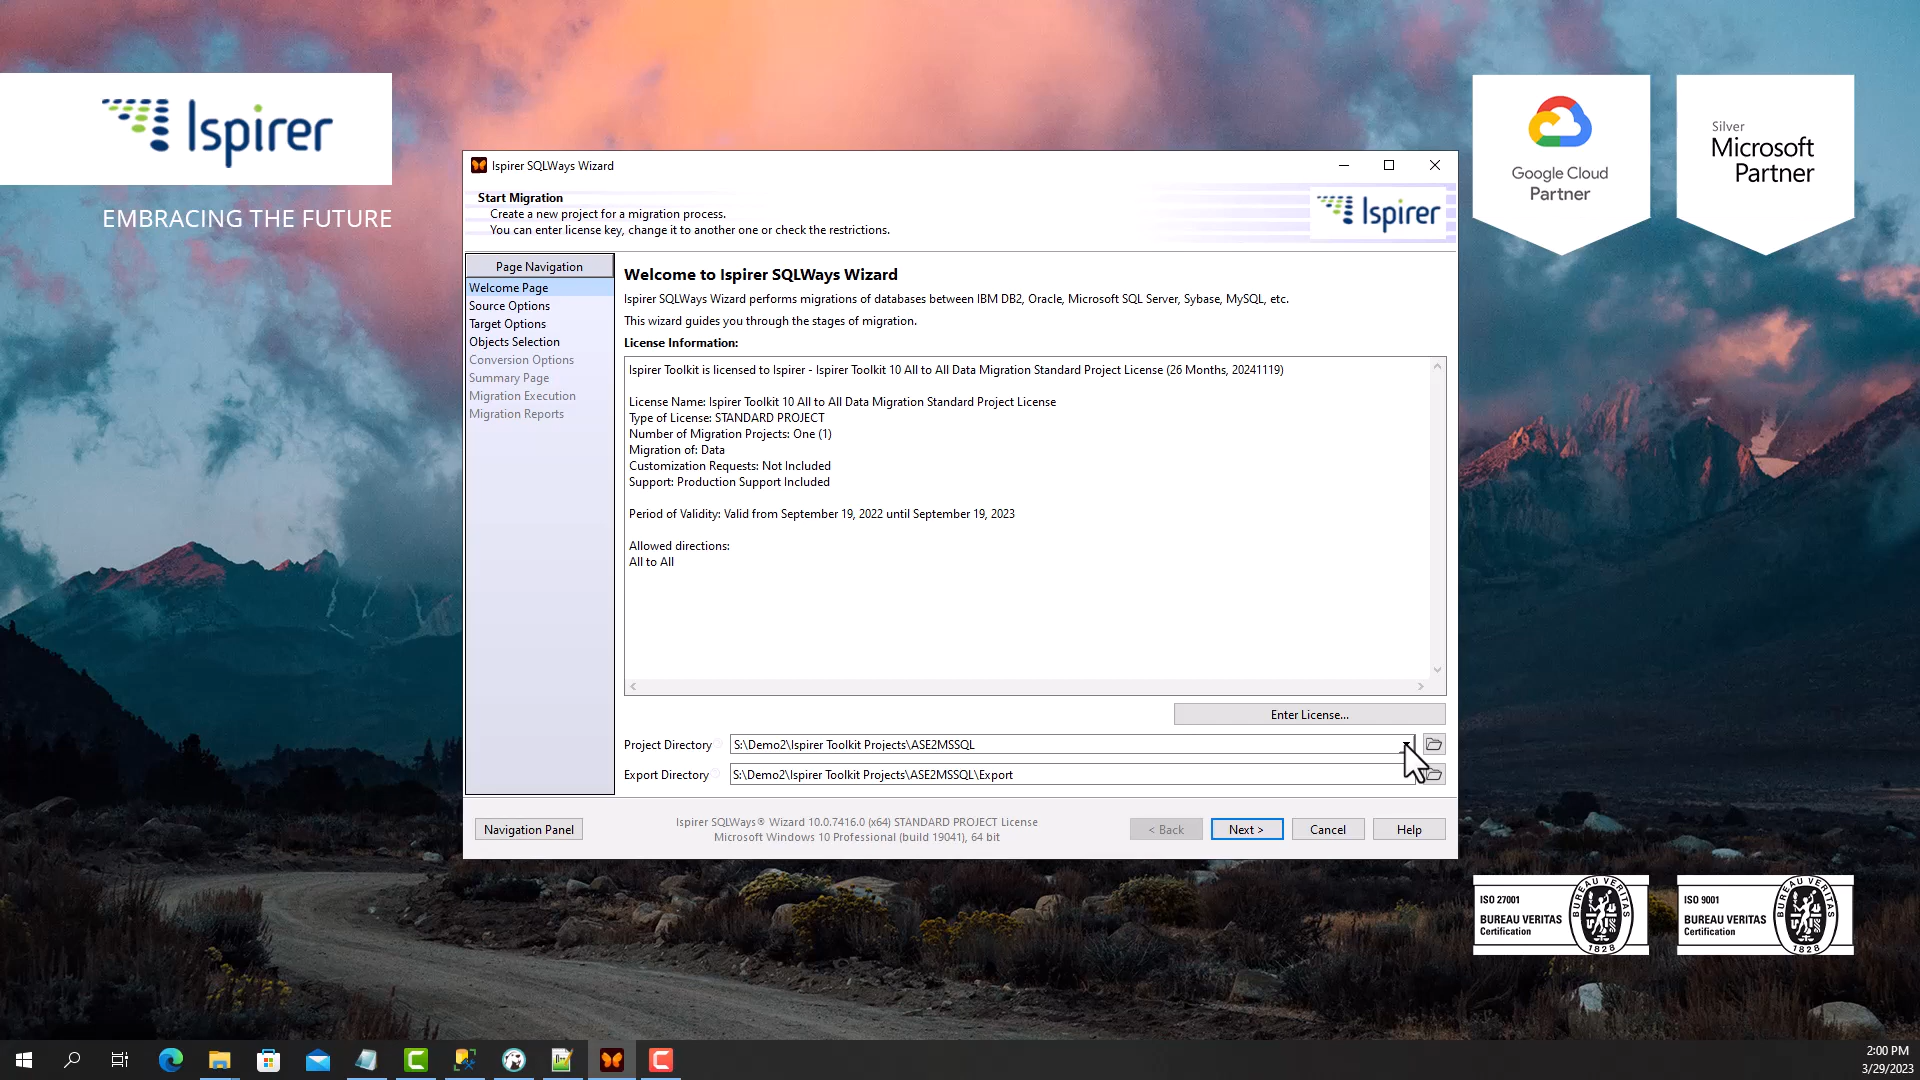 Ispirer
EMBRACING THE FUTURE
Google Cloud
Partner
Silver
Microsoft
Partner
Ispirer SQLWays Wizard
Start Migration
Create a new project for a migration process.
You can enter license key, change it to another one or check the restrictions.
Ispirer
Page Navigation
Welcome Page
Source Options
Target Options
Objects Selection
Conversion Options
Summary Page
Migration Execution
Migration Reports
Welcome to Ispirer SQLWays Wizard
Ispirer SQLWays Wizard performs migrations of databases between IBM DB2, Oracle, Microsoft SQL Server, Sybase, MySQL, etc.
This wizard guides you through the stages of migration.
License Information:
Ispirer Toolkit is licensed to Ispirer - Ispirer Toolkit 10 All to All Data Migration Standard Project License (26 Months, 20241119)
License Name: Ispirer Toolkit 10 All to All Data Migration Standard Project License
Type of License: STANDARD PROJECT
Number of Migration Projects: One (1)
Migration of: Data
Customization Requests: Not Included
Support: Production Support Included
Period of Validity: Valid from September 19, 2022 until September 19, 2023
Allowed directions:
All to All
Enter License...
Project Directory
S:\Demo2\Ispirer Toolkit Projects\ASE2MSSQL
Export Directory
S:\Demo2\Ispirer Toolkit Projects\ASE2MSSQL\Export
Navigation Panel
Ispirer SQLWays® Wizard 10.0.7416.0 (x64) STANDARD PROJECT License
Microsoft Windows 10 Professional (build 19041), 64 bit
< Back
Next >
Cancel
Help
ISO 27001
BUREAU VERITAS
Certification
BUREAU VERITAS
1828
ISO 9001
BUREAU VERITAS
Certification
BUREAU VERITAS
1828
2:00 PM
3/29/2023